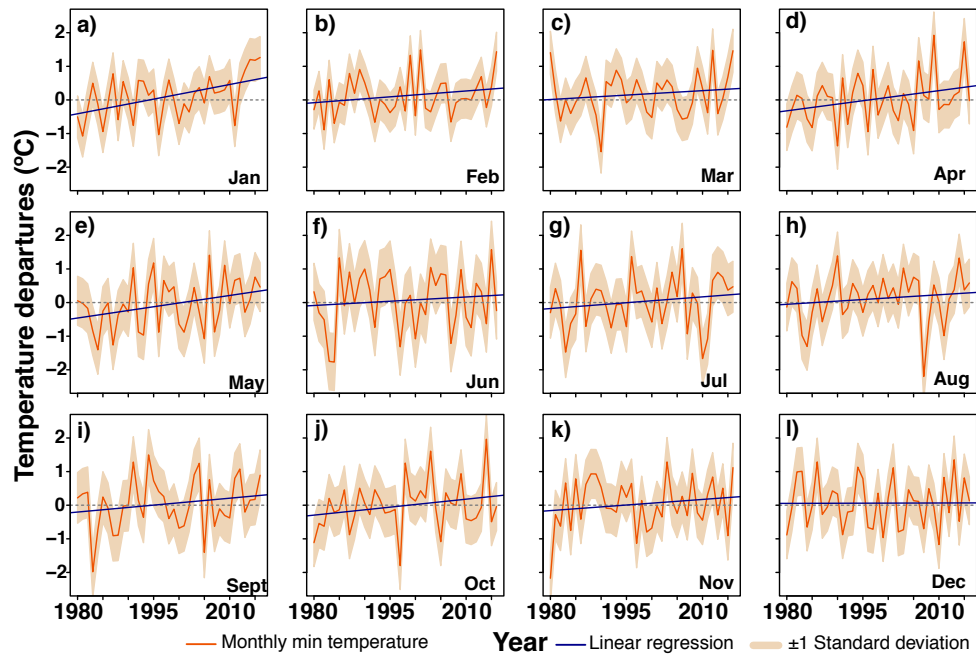 Temperature departures (°C)
a) b) c) d)
2
1
0
−1
−2
Jan Feb Mar Apr
e) f) g) h)
2
1
0
−1
−2
May Jun Jul Aug
i) j) k) l)
2
1
0
−1
−2
Sept Oct Nov Dec
1980 1995 2010 1980 1995 2010 1980 1995 2010 1980 1995 2010
Monthly min temperature Year Linear regression ±1 Standard deviation